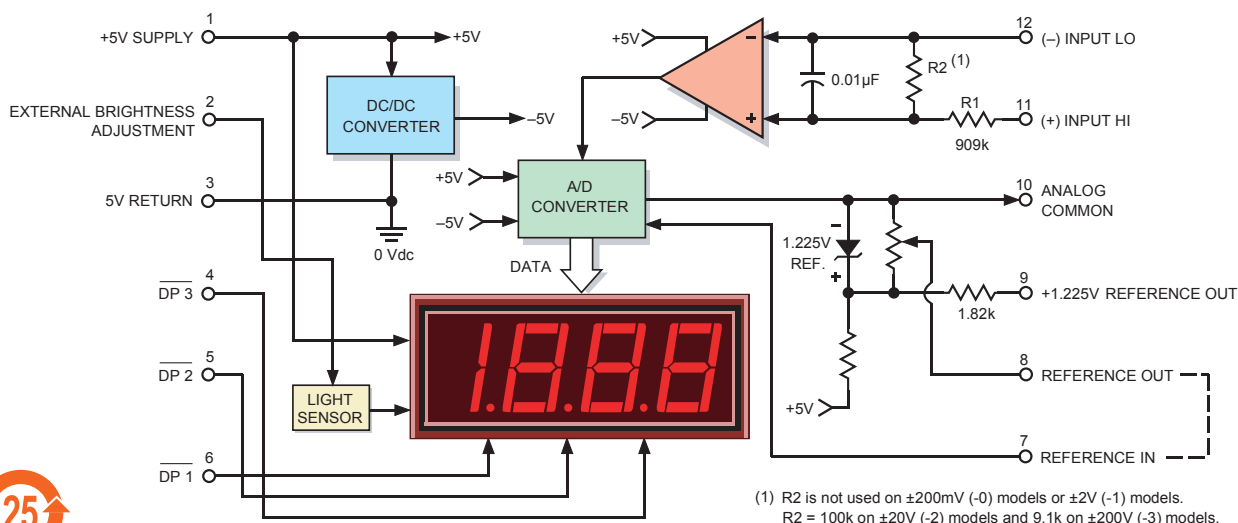 1
+5V SUPPLY
+5V
DC/DC
CONVERTER
–5V
2
EXTERNAL BRIGHTNESS
ADJUSTMENT
3
5V RETURN
0 Vdc
4
DP 3
5
DP 2
6
DP 1
LIGHT
SENSOR
+5V
–5V
–
+
0.01µF
R2 (1)
R1
909k
12
(–) INPUT LO
11
(+) INPUT HI
+5V
–5V
A/D
CONVERTER
DATA
1.8.8.8
10
ANALOG
COMMON
–
1.225V
REF.
+
1.82k
9
+1.225V REFERENCE OUT
8
REFERENCE OUT
+5V
7
REFERENCE IN
(1) R2 is not used on ±200mV (-0) models or ±2V (-1) models.
R2 = 100k on ±20V (-2) models and 9.1k on ±200V (-3) models.
25